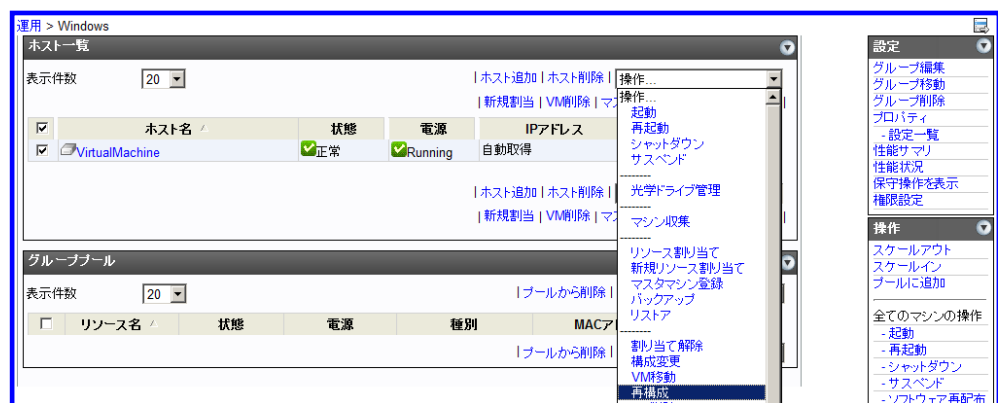 運用 > Windows
ホスト一覧
表示件数 20 | ホスト追加 | ホスト削除 | 操作...
| 新規割当 | VM削除 |
ホスト名 状態 電源 IPアドレス
VirtualMachine 正常 Running 自動取得
| ホスト追加 | ホスト削除 |
| 新規割当 | VM削除 |
操作...
起動
再起動
シャットダウン
サスペンド
--------
光学ドライブ管理
--------
マシン収集
--------
リソース割り当て
新規リソース割り当て
マスタマシン登録
バックアップ
リストア
--------
割り当て解除
構成変更
VM移動
再構成
グループプール
表示件数 20 | プールから削除 |
リソース名 状態 電源 種別 MACア
| プールから削除 |
設定
グループ編集
グループ移動
グループ削除
プロパティ
- 設定一覧
性能サマリ
性能状況
保守操作を表示
権限設定
操作
スケールアウト
スケールイン
プールに追加
全てのマシンの操作
- 起動
- 再起動
- シャットダウン
- サスペンド
- ソフトウェア再配布